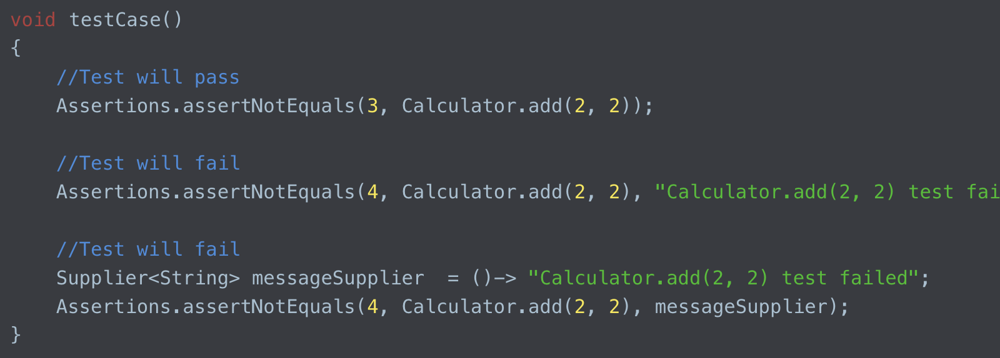 void testCase()
{
    //Test will pass
    Assertions.assertNotEquals(3, Calculator.add(2, 2));

    //Test will fail
    Assertions.assertNotEquals(4, Calculator.add(2, 2), "Calculator.add(2, 2) test fai

    //Test will fail
    Supplier<String> messageSupplier  = ()-> "Calculator.add(2, 2) test failed";
    Assertions.assertNotEquals(4, Calculator.add(2, 2), messageSupplier);
}